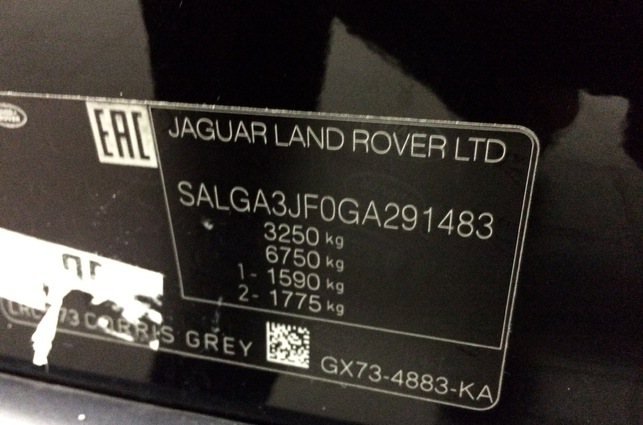 EAC
JAGUAR LAND ROVER LTD
SALGA3JF0GA291483
3250 kg
6750 kg
1- 1590 kg
2- 1775 kg
CORRIS GREY
GX73-4883-KA